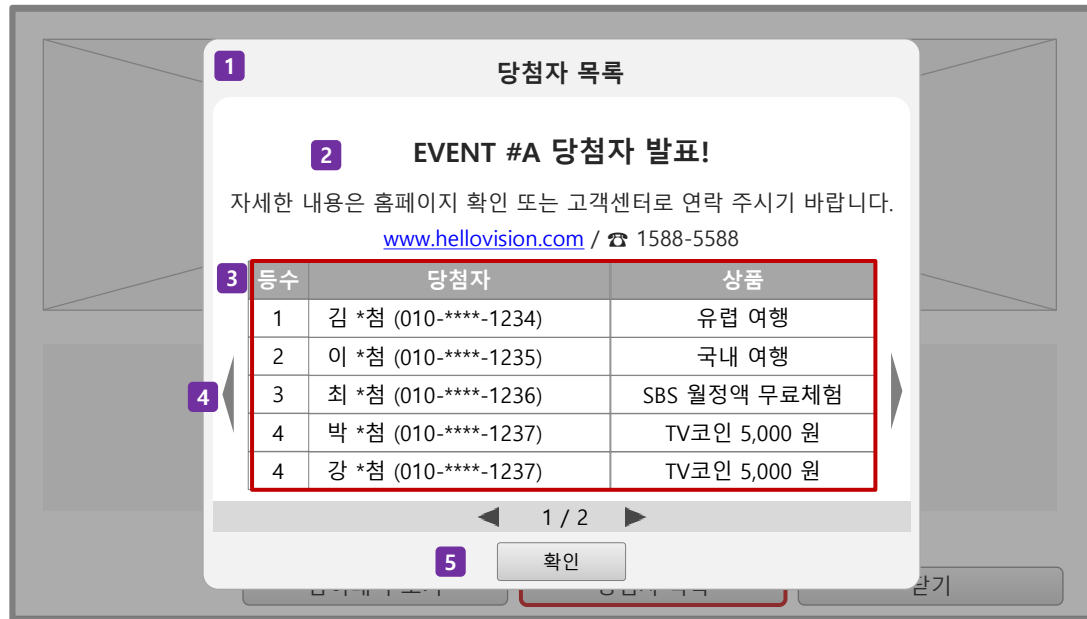 1 당첨자 목록
2 EVENT #A 당첨자 발표!
자세한 내용은 홈페이지 확인 또는 고객센터로 연락 주시기 바랍니다.
www.hellovision.com / ☎ 1588-5588
3 등수 당첨자 상품
1 김 *첨 (010-****-1234) 유렵 여행
2 이 *첨 (010-****-1235) 국내 여행
4 3 최 *첨 (010-****-1236) SBS 월정액 무료체험
4 박 *첨 (010-****-1237) TV코인 5,000 원
4 강 *첨 (010-****-1237) TV코인 5,000 원
◀ 1 / 2 ▶
5 확인
닫기